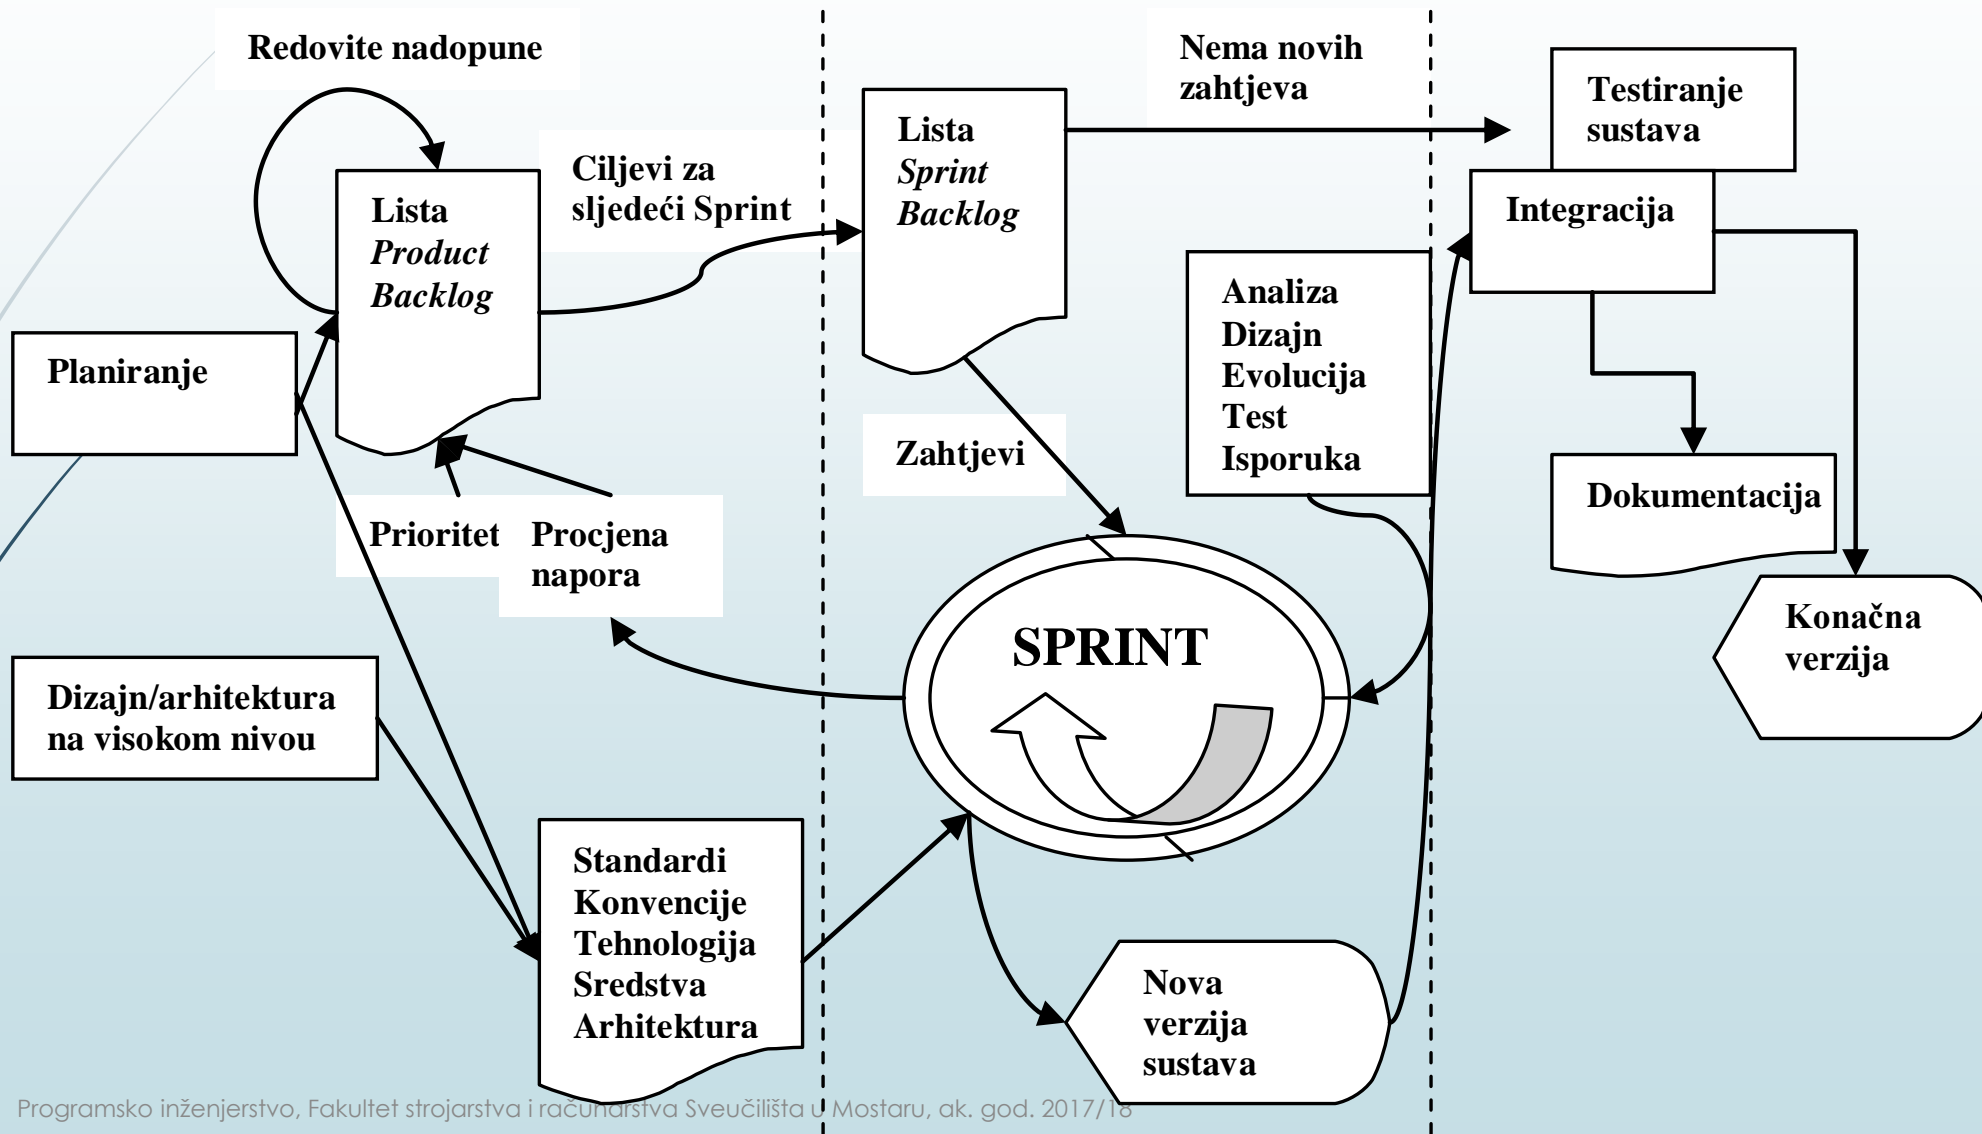 Redovite nadopune
Lista
Product
Backlog
Ciljevi za
sljedeći Sprint
Planiranje
Prioritet
Procjena
napora
Dizajn/arhitektura
na visokom nivou
Standardi
Konvencije
Tehnologija
Sredstva
Arhitektura
Lista
Sprint
Backlog
Nema novih
zahtjeva
Zahtjevi
Analiza
Dizajn
Evolucija
Test
Isporuka
SPRINT
Nova
verzija
sustava
Testiranje
sustava
Integracija
Dokumentacija
Konačna
verzija
Programsko inženjerstvo, Fakultet strojarstva i računarstva Sveučilišta u Mostaru, ak. god. 2017/18